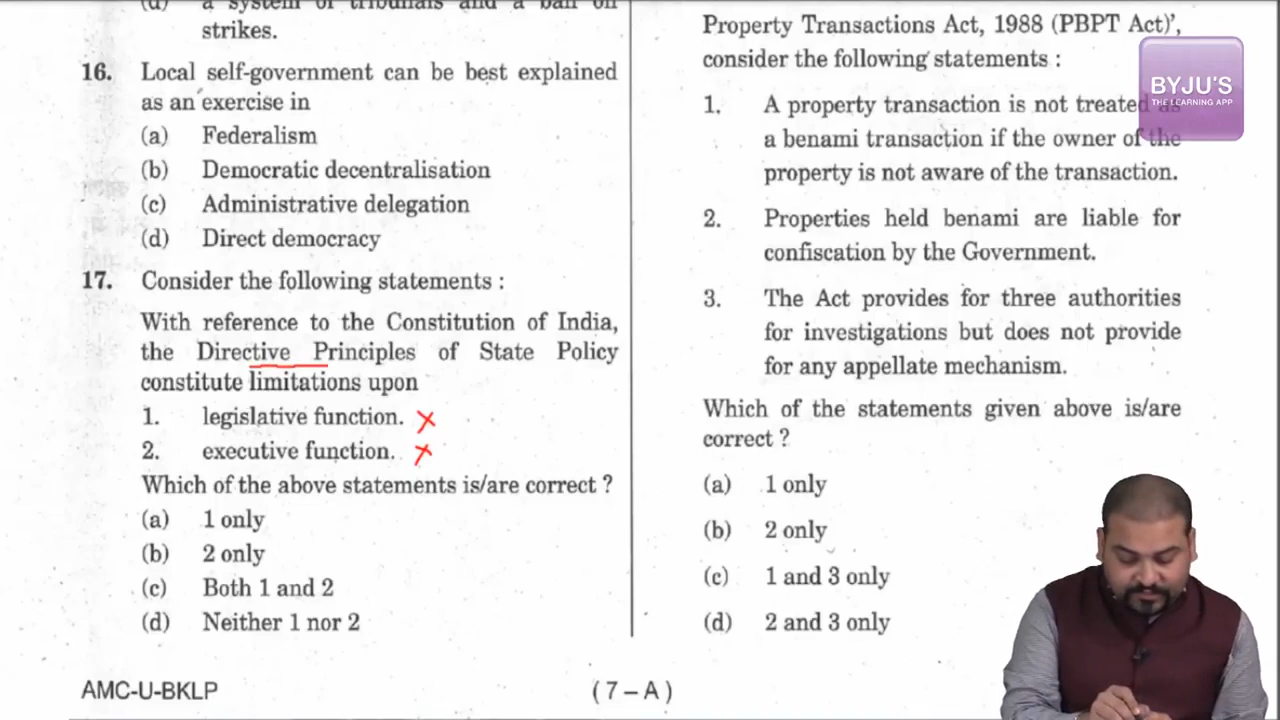 strikes.
16. Local self-government can be best explained
as an exercise in
(a) Federalism
(b) Democratic decentralisation
(c) Administrative delegation
(d) Direct democracy
17. Consider the following statements :
With reference to the Constitution of India,
the Directive Principles of State Policy
constitute limitations upon
1. legislative function.
2. executive function.
Which of the above statements is/are correct ?
(a) 1 only
(b) 2 only
(c) Both 1 and 2
(d) Neither 1 nor 2
AMC-U-BKLP
( 7 – A )
Property Transactions Act, 1988 (PBPT Act)',
consider the following statements :
1. A property transaction is not treated as
a benami transaction if the owner of the
property is not aware of the transaction.
2. Properties held benami are liable for
confiscation by the Government.
3. The Act provides for three authorities
for investigations but does not provide
for any appellate mechanism.
Which of the statements given above is/are
correct ?
(a) 1 only
(b) 2 only
(c) 1 and 3 only
(d) 2 and 3 only
BYJU'S
THE LEARNING APP